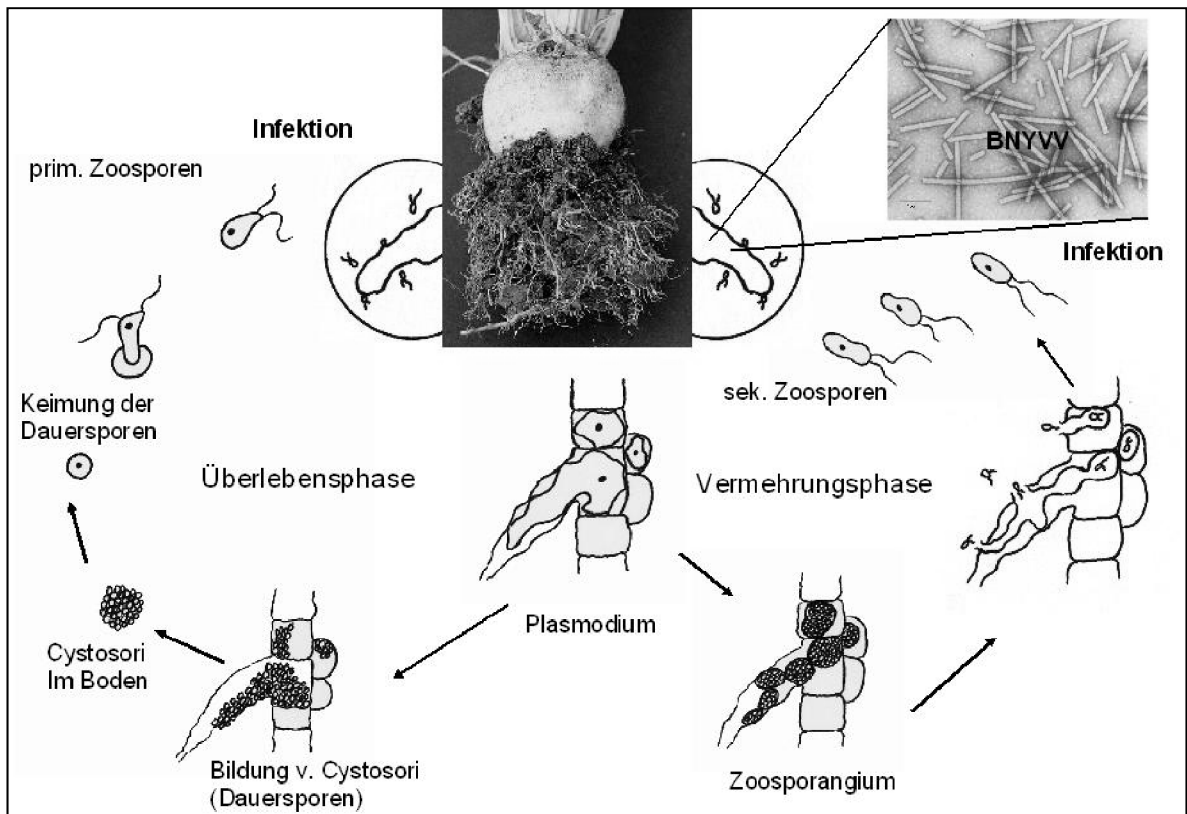 BNYVV
Infektion
prim. Zoosporen
Infektion
sek. Zoosporen
Keimung der
Dauersporen
Überlebensphase
Vermehrungsphase
Plasmodium
Cystosori
Im Boden
Bildung v. Cystosori
(Dauersporen)
Zoosporangium